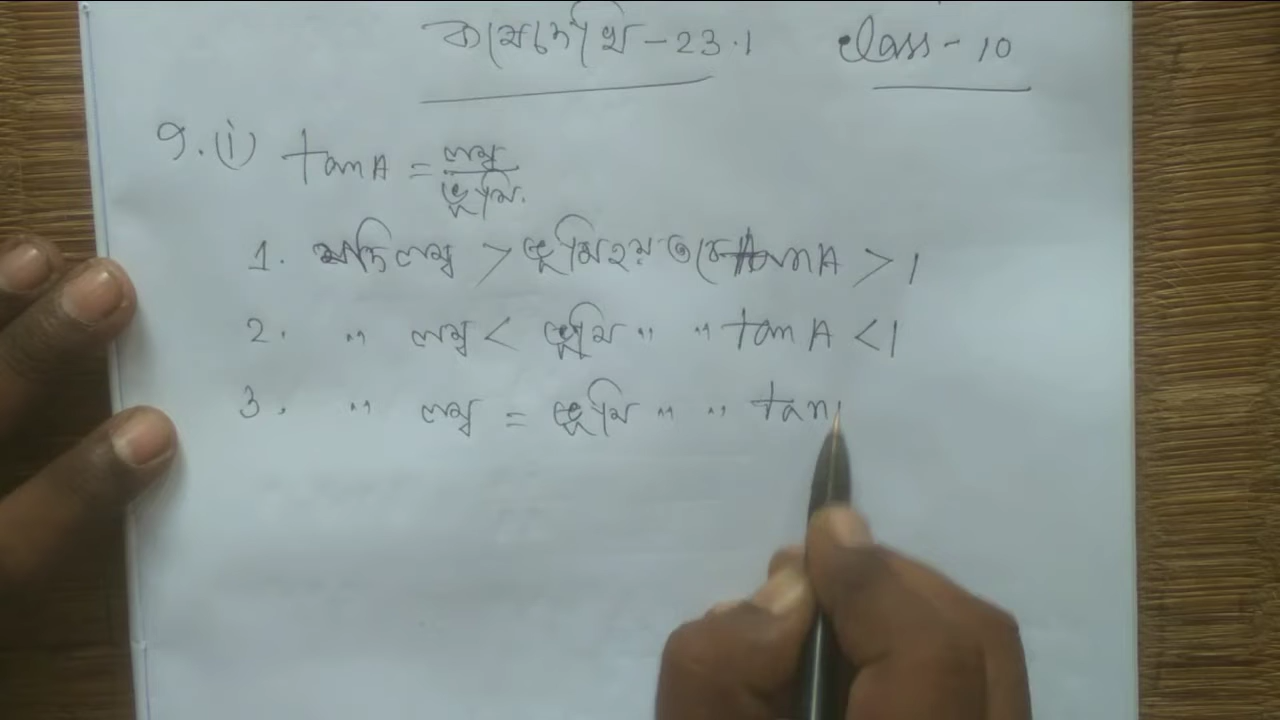 কষে দেখি - 23.1 Class - 10
9. (i) tan A = লম্ব / ভূমি.
1. যদি লম্ব > ভূমি হয় তবে tan A > 1
2. " লম্ব < ভূমি " " tan A < 1
3. " লম্ব = ভূমি " " tan